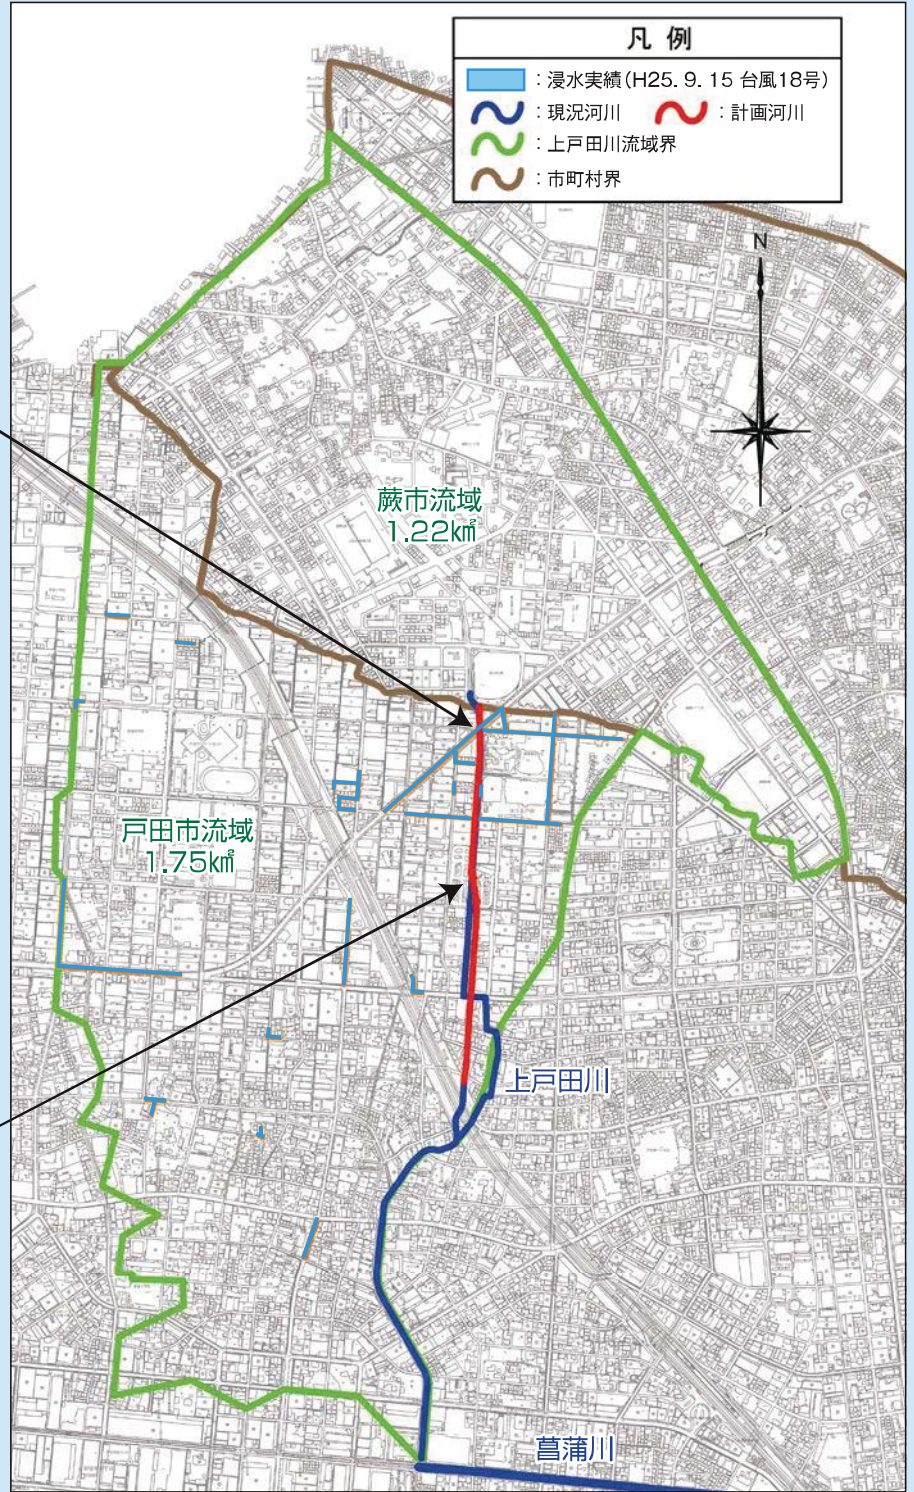 凡 例
：浸水実績(H25. 9. 15 台風18号)
：現況河川
：計画河川
：上戸田川流域界
：市町村界
N
蕨市流域
1.22㎢
戸田市流域
1.75㎢
上戸田川
菖蒲川